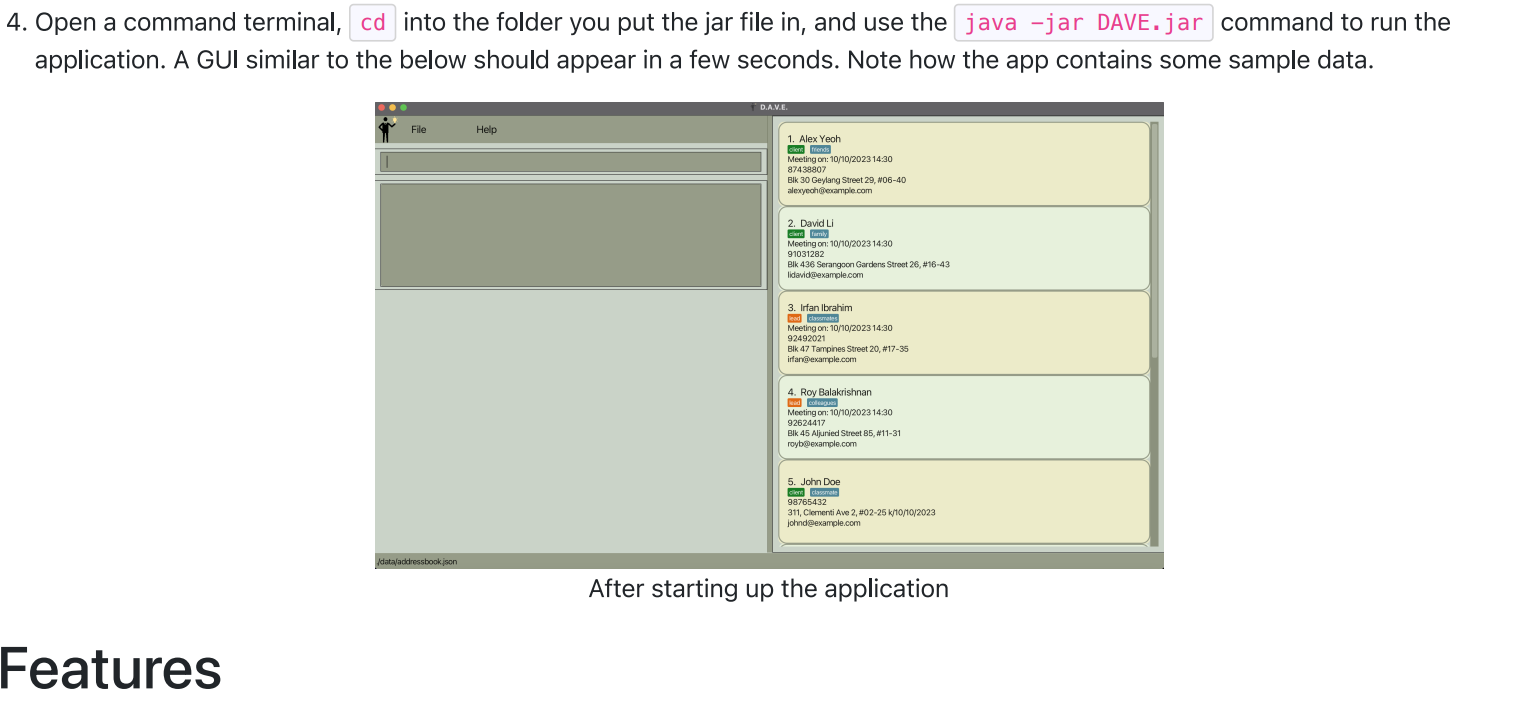 4. Open a command terminal, cd into the folder you put the jar file in, and use the java -jar DAVE.jar command to run the
application. A GUI similar to the below should appear in a few seconds. Note how the app contains some sample data.
D.A.V.E.
File Help
1. Alex Yeoh
client friends
Meeting on: 10/10/2023 14:30
87438807
Blk 30 Geylang Street 29, #06-40
alexyeoh@example.com
2. David Li
client family
Meeting on: 10/10/2023 14:30
91031282
Blk 436 Serangoon Gardens Street 26, #16-43
lidavid@example.com
3. Irfan Ibrahim
lead classmates
Meeting on: 10/10/2023 14:30
92492021
Blk 47 Tampines Street 20, #17-35
irfan@example.com
4. Roy Balakrishnan
lead colleagues
Meeting on: 10/10/2023 14:30
92624417
Blk 45 Aljunied Street 85, #11-31
royb@example.com
5. John Doe
client classmate
98765432
311, Clementi Ave 2, #02-25 k/10/10/2023
johnd@example.com
/data/addressbook.json
After starting up the application
Features